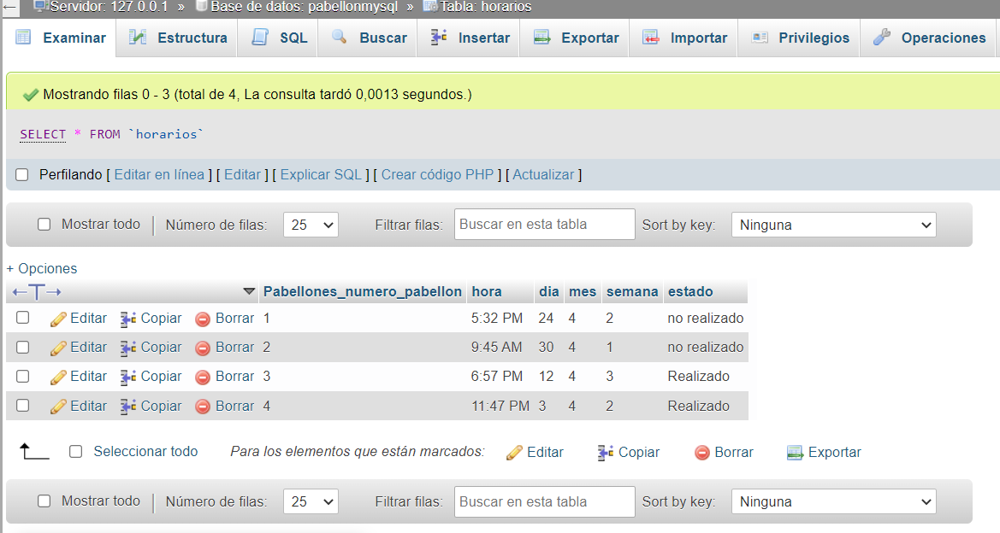 Servidor: 127.0.0.1 » Base de datos: pabellonmysql » Tabla: horarios
Examinar Estructura SQL Buscar Insertar Exportar Importar Privilegios Operaciones
Mostrando filas 0 - 3 (total de 4, La consulta tardó 0,0013 segundos.)
SELECT * FROM `horarios`
Perfilando [ Editar en línea ] [ Editar ] [ Explicar SQL ] [ Crear código PHP ] [ Actualizar ]
Mostrar todo Número de filas: 25 Filtrar filas: Buscar en esta tabla Sort by key: Ninguna
+ Opciones
←T→ Pabellones_numero_pabellon hora dia mes semana estado
Editar Copiar Borrar 1 5:32 PM 24 4 2 no realizado
Editar Copiar Borrar 2 9:45 AM 30 4 1 no realizado
Editar Copiar Borrar 3 6:57 PM 12 4 3 Realizado
Editar Copiar Borrar 4 11:47 PM 3 4 2 Realizado
Seleccionar todo Para los elementos que están marcados: Editar Copiar Borrar Exportar
Mostrar todo Número de filas: 25 Filtrar filas: Buscar en esta tabla Sort by key: Ninguna